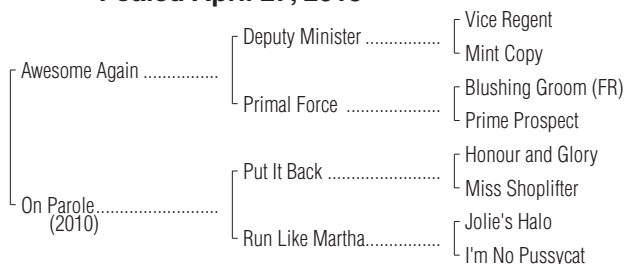 Foaled April 27, 2015
Vice Regent
Deputy Minister ................
Mint Copy
Awesome Again ................
Blushing Groom (FR)
Primal Force ...................
Prime Prospect
Honour and Glory
Put It Back .......................
Miss Shoplifter
On Parole..........................
(2010)
Jolie's Halo
Run Like Martha................
I'm No Pussycat